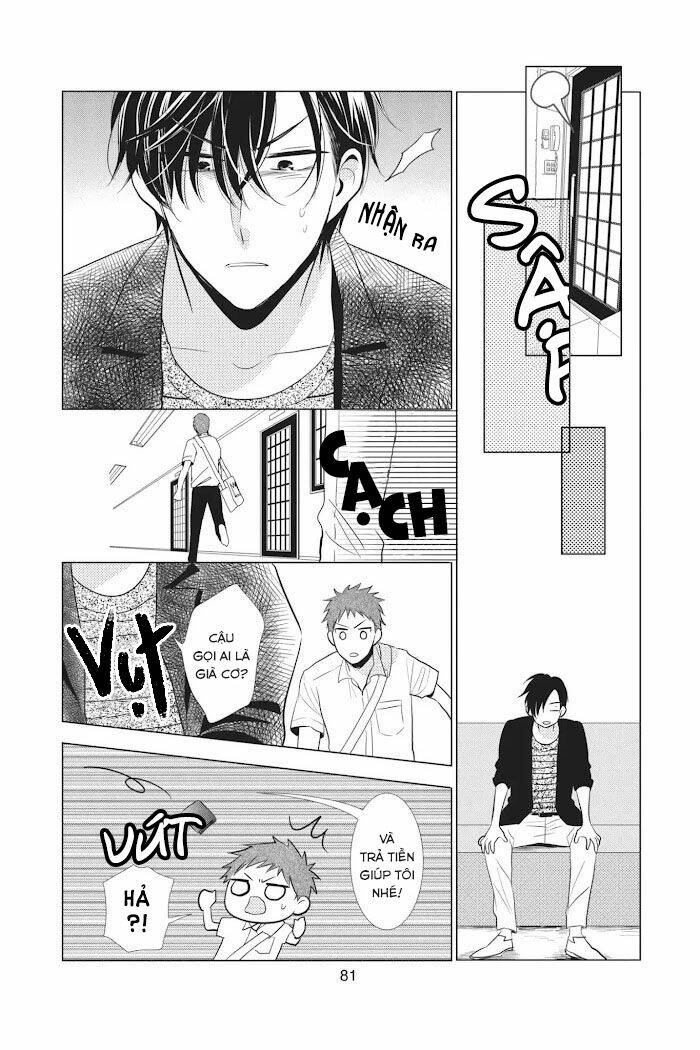 SẬP
NHẬN RA
CẠCH
VỤT
CẬU
GỌI AI LÀ
GIÀ CƠ?
VÀ
TRẢ TIỀN
GIÚP TÔI
NHÉ!
VÚT
HẢ
?!
81